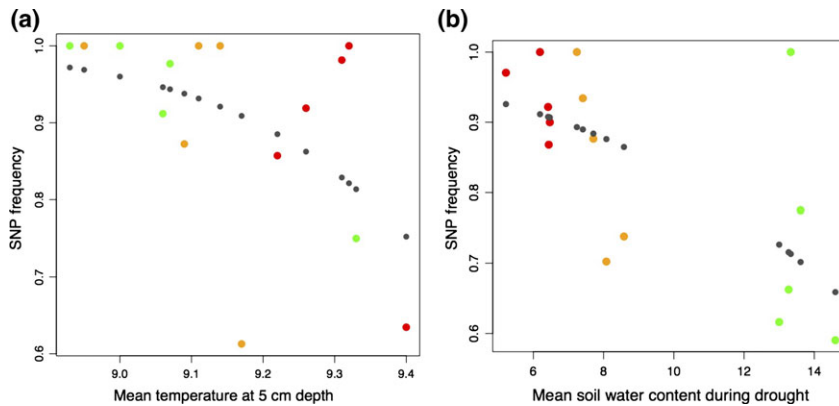 (a)
SNP frequency
1.0
0.9
0.8
0.7
0.6
9.0 9.1 9.2 9.3 9.4
Mean temperature at 5 cm depth
(b)
SNP frequency
1.0
0.9
0.8
0.7
0.6
6 8 10 12 14
Mean soil water content during drought